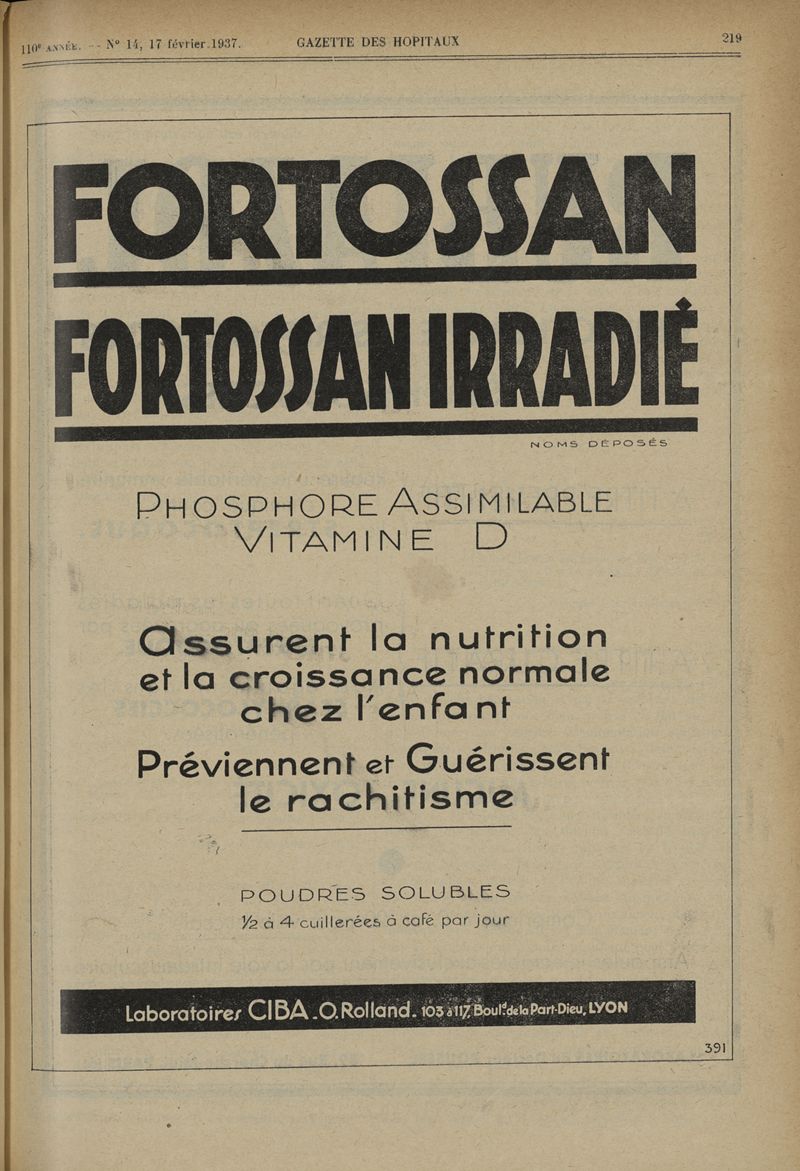 110e ANNÉE. -- N° 14, 17 février 1937. GAZETTE DES HOPITAUX 219
FORTOSSAN
FORTOSSAN IRRADIÉ
NOMS DÉPOSÉS
PHOSPHORE ASSIMILABLE
VITAMINE D
assurent la nutrition
et la croissance normale
chez l'enfant
Préviennent et Guérissent
le rachitisme
POUDRES SOLUBLES
½ à 4 cuillerées à café par jour
Laboratoires CIBA_O. Rolland. 103 à 117, Boul.d de la Part-Dieu, LYON
391